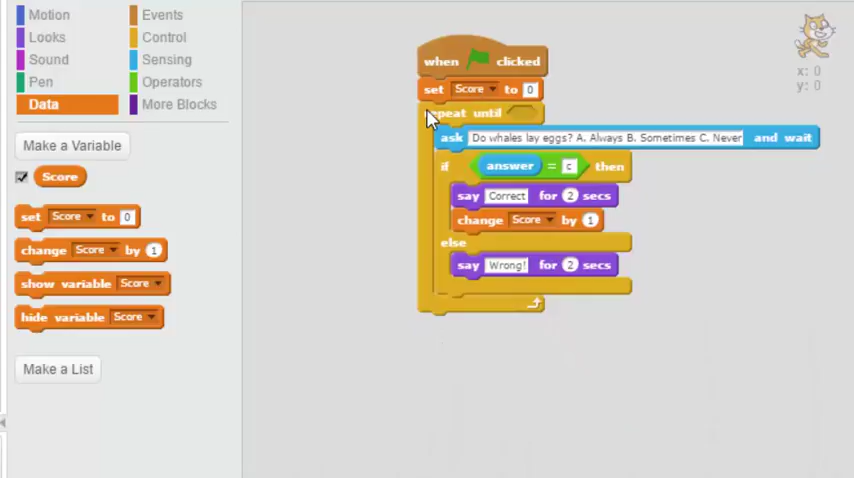 Motion Events
Looks Control
Sound Sensing
Pen Operators
Data More Blocks
Make a Variable
Score
set Score to 0
change Score by 1
show variable Score
hide variable Score
Make a List
when clicked
set Score to 0
repeat until
ask Do whales lay eggs? A. Always B. Sometimes C. Never and wait
if answer = c then
say Correct for 2 secs
change Score by 1
else
say Wrong! for 2 secs
x: 0
y: 0